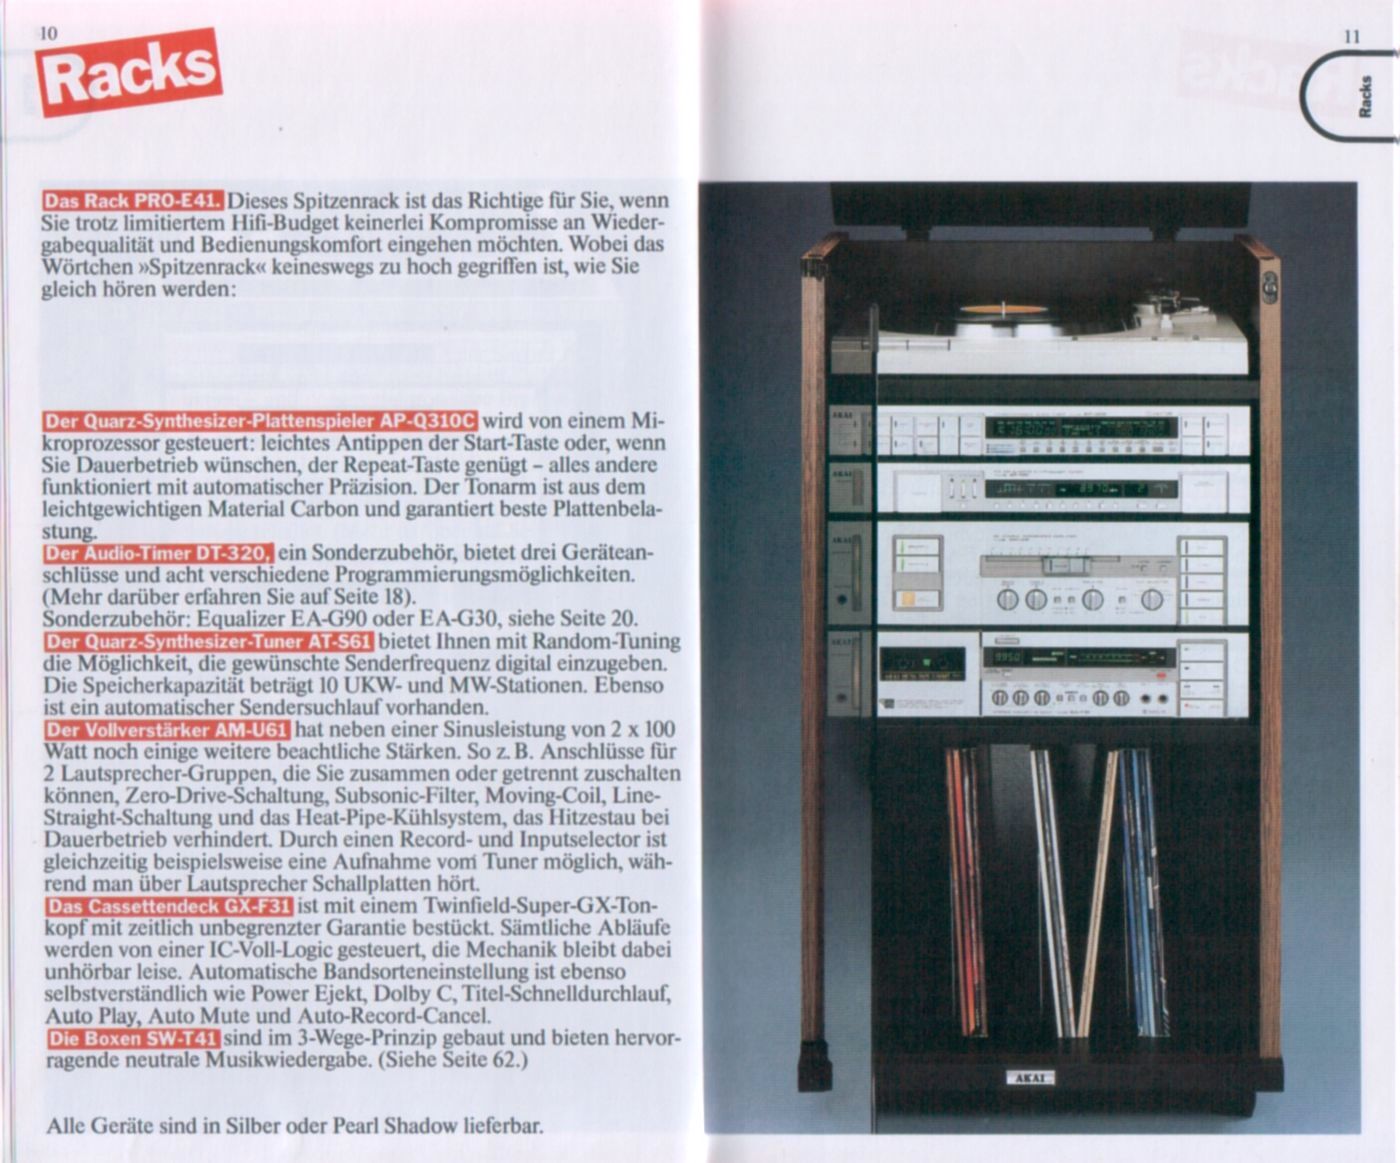 10
Racks
Das Rack PRO-E41. Dieses Spitzenrack ist das Richtige für Sie, wenn
Sie trotz limitiertem Hifi-Budget keinerlei Kompromisse an Wieder-
gabequalität und Bedienungskomfort eingehen möchten. Wobei das
Wörtchen »Spitzenrack« keineswegs zu hoch gegriffen ist, wie Sie
gleich hören werden:
Der Quarz-Synthesizer-Plattenspieler AP-Q310C wird von einem Mi-
kroprozessor gesteuert: leichtes Antippen der Start-Taste oder, wenn
Sie Dauerbetrieb wünschen, der Repeat-Taste genügt – alles andere
funktioniert mit automatischer Präzision. Der Tonarm ist aus dem
leichtgewichtigen Material Carbon und garantiert beste Plattenbela-
stung.
Der Audio-Timer DT-320, ein Sonderzubehör, bietet drei Gerätean-
schlüsse und acht verschiedene Programmierungsmöglichkeiten.
(Mehr darüber erfahren Sie auf Seite 18).
Sonderzubehör: Equalizer EA-G90 oder EA-G30, siehe Seite 20.
Der Quarz-Synthesizer-Tuner AT-S61 bietet Ihnen mit Random-Tuning
die Möglichkeit, die gewünschte Senderfrequenz digital einzugeben.
Die Speicherkapazität beträgt 10 UKW- und MW-Stationen. Ebenso
ist ein automatischer Sendersuchlauf vorhanden.
Der Vollverstärker AM-U61 hat neben einer Sinusleistung von 2 x 100
Watt noch einige weitere beachtliche Stärken. So z. B. Anschlüsse für
2 Lautsprecher-Gruppen, die Sie zusammen oder getrennt zuschalten
können, Zero-Drive-Schaltung, Subsonic-Filter, Moving-Coil, Line-
Straight-Schaltung und das Heat-Pipe-Kühlsystem, das Hitzestau bei
Dauerbetrieb verhindert. Durch einen Record- und Inputselector ist
gleichzeitig beispielsweise eine Aufnahme vom Tuner möglich, wäh-
rend man über Lautsprecher Schallplatten hört.
Das Cassettendeck GX-F31 ist mit einem Twinfield-Super-GX-Ton-
kopf mit zeitlich unbegrenzter Garantie bestückt. Sämtliche Abläufe
werden von einer IC-Voll-Logic gesteuert, die Mechanik bleibt dabei
unhörbar leise. Automatische Bandsorteneinstellung ist ebenso
selbstverständlich wie Power Ejekt, Dolby C, Titel-Schnelldurchlauf,
Auto Play, Auto Mute und Auto-Record-Cancel.
Die Boxen SW-T41 sind im 3-Wege-Prinzip gebaut und bieten hervor-
ragende neutrale Musikwiedergabe. (Siehe Seite 62.)
Alle Geräte sind in Silber oder Pearl Shadow lieferbar.
11
Racks
AKAI
AKAI
AKAI
AKAI
AKAI